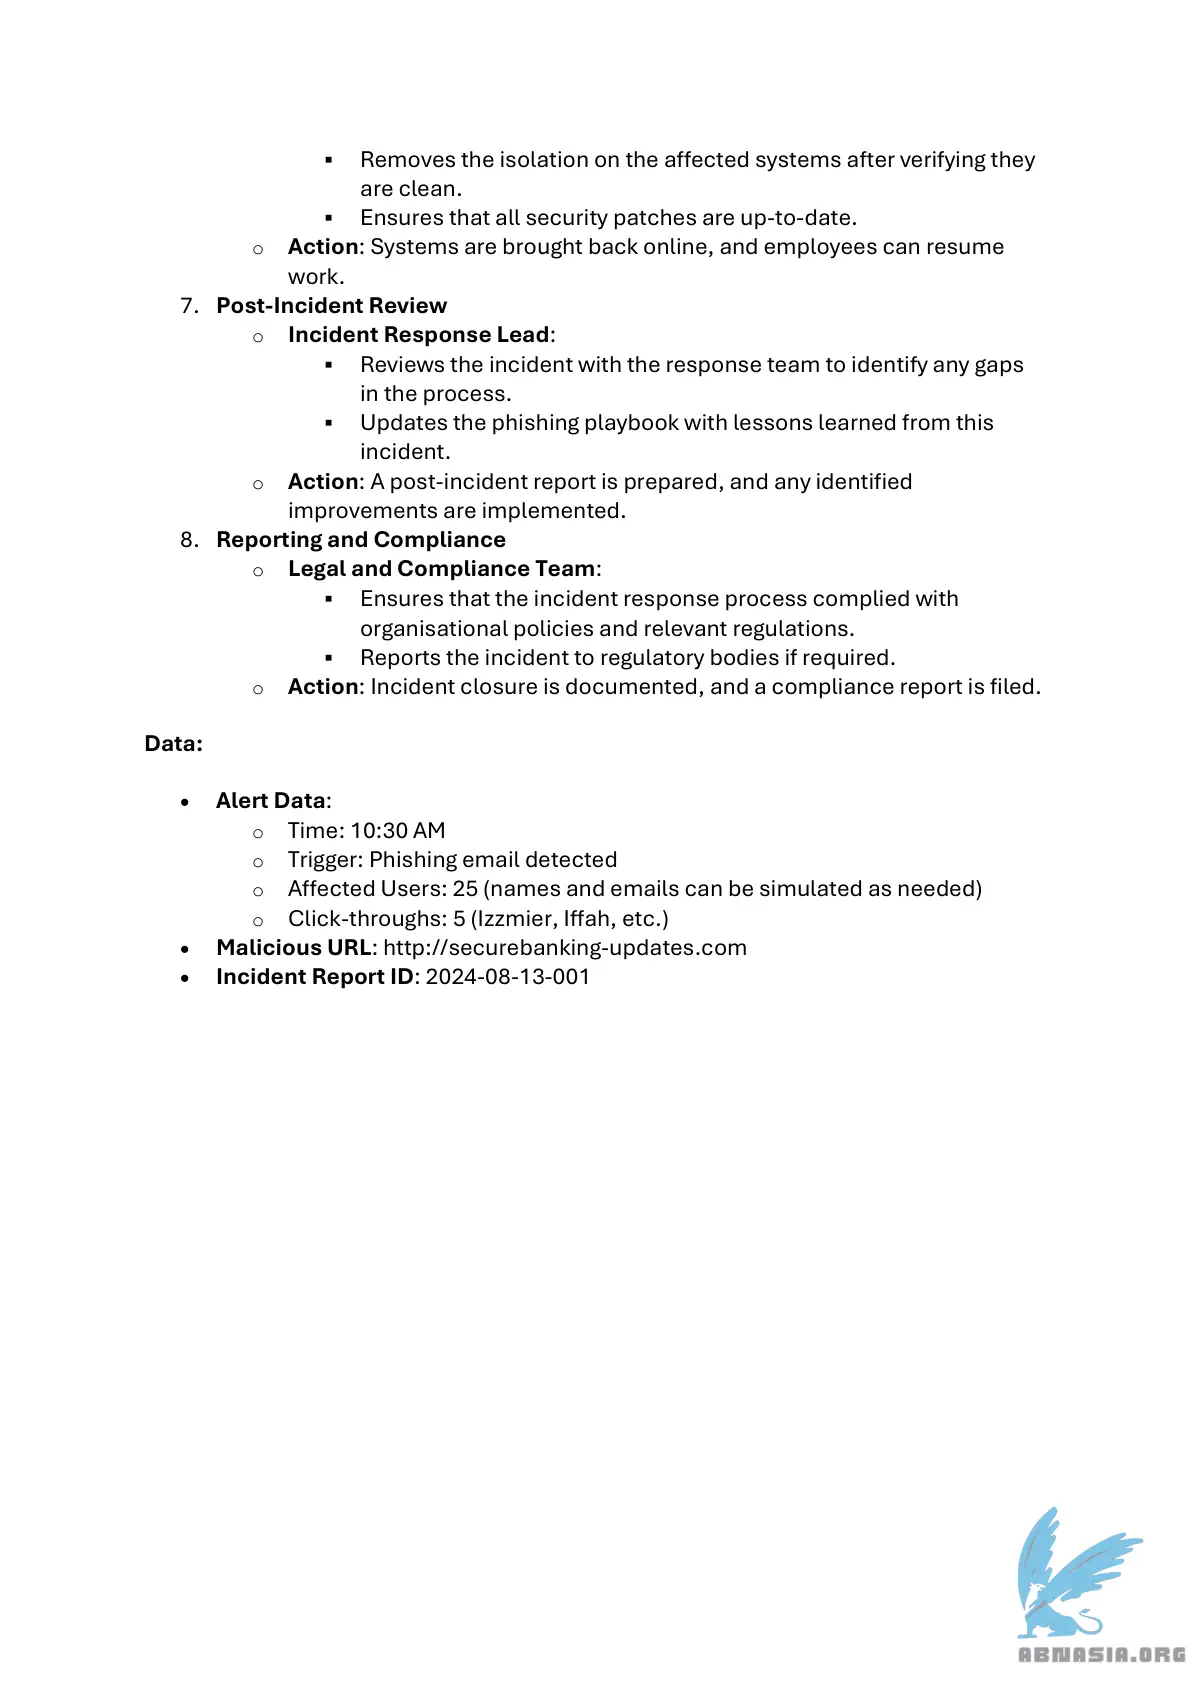 ▪ Removes the isolation on the affected systems after verifying they
are clean.
▪ Ensures that all security patches are up-to-date.
o Action: Systems are brought back online, and employees can resume
work.
7. Post-Incident Review
o Incident Response Lead:
▪ Reviews the incident with the response team to identify any gaps
in the process.
▪ Updates the phishing playbook with lessons learned from this
incident.
o Action: A post-incident report is prepared, and any identified
improvements are implemented.
8. Reporting and Compliance
o Legal and Compliance Team:
▪ Ensures that the incident response process complied with
organisational policies and relevant regulations.
▪ Reports the incident to regulatory bodies if required.
o Action: Incident closure is documented, and a compliance report is filed.
Data:
• Alert Data:
o Time: 10:30 AM
o Trigger: Phishing email detected
o Affected Users: 25 (names and emails can be simulated as needed)
o Click-throughs: 5 (Izzmier, Iffah, etc.)
• Malicious URL: http://securebanking-updates.com
• Incident Report ID: 2024-08-13-001
ABNASIA.ORG